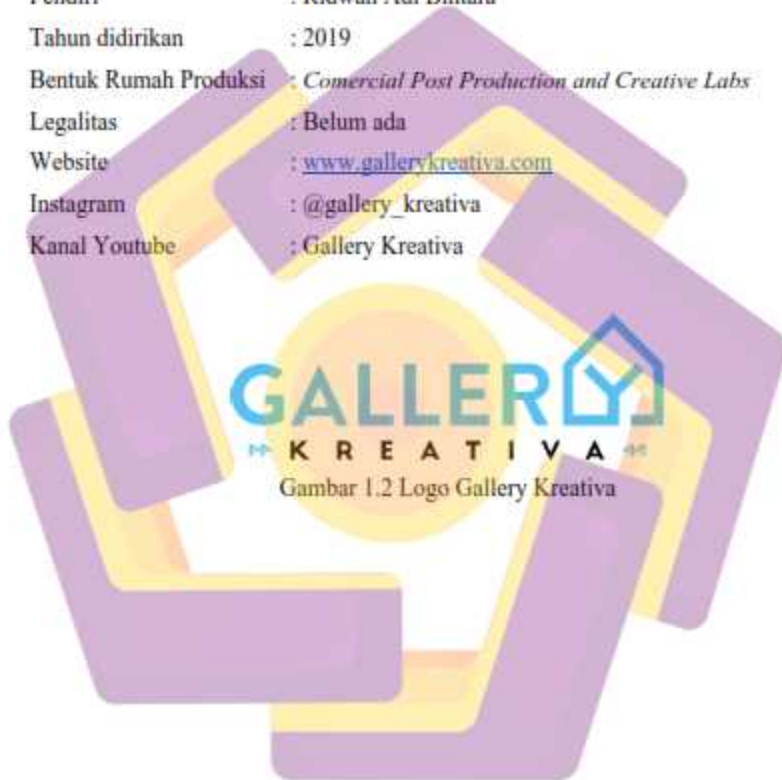 Tahun didirikan : 2019
Bentuk Rumah Produksi : Comercial Post Production and Creative Labs
Legalitas : Belum ada
Website : www.gallerykreativa.com
Instagram : @gallery_kreativa
Kanal Youtube : Gallery Kreativa
GALLERY
KREATIVA
Gambar 1.2 Logo Gallery Kreativa